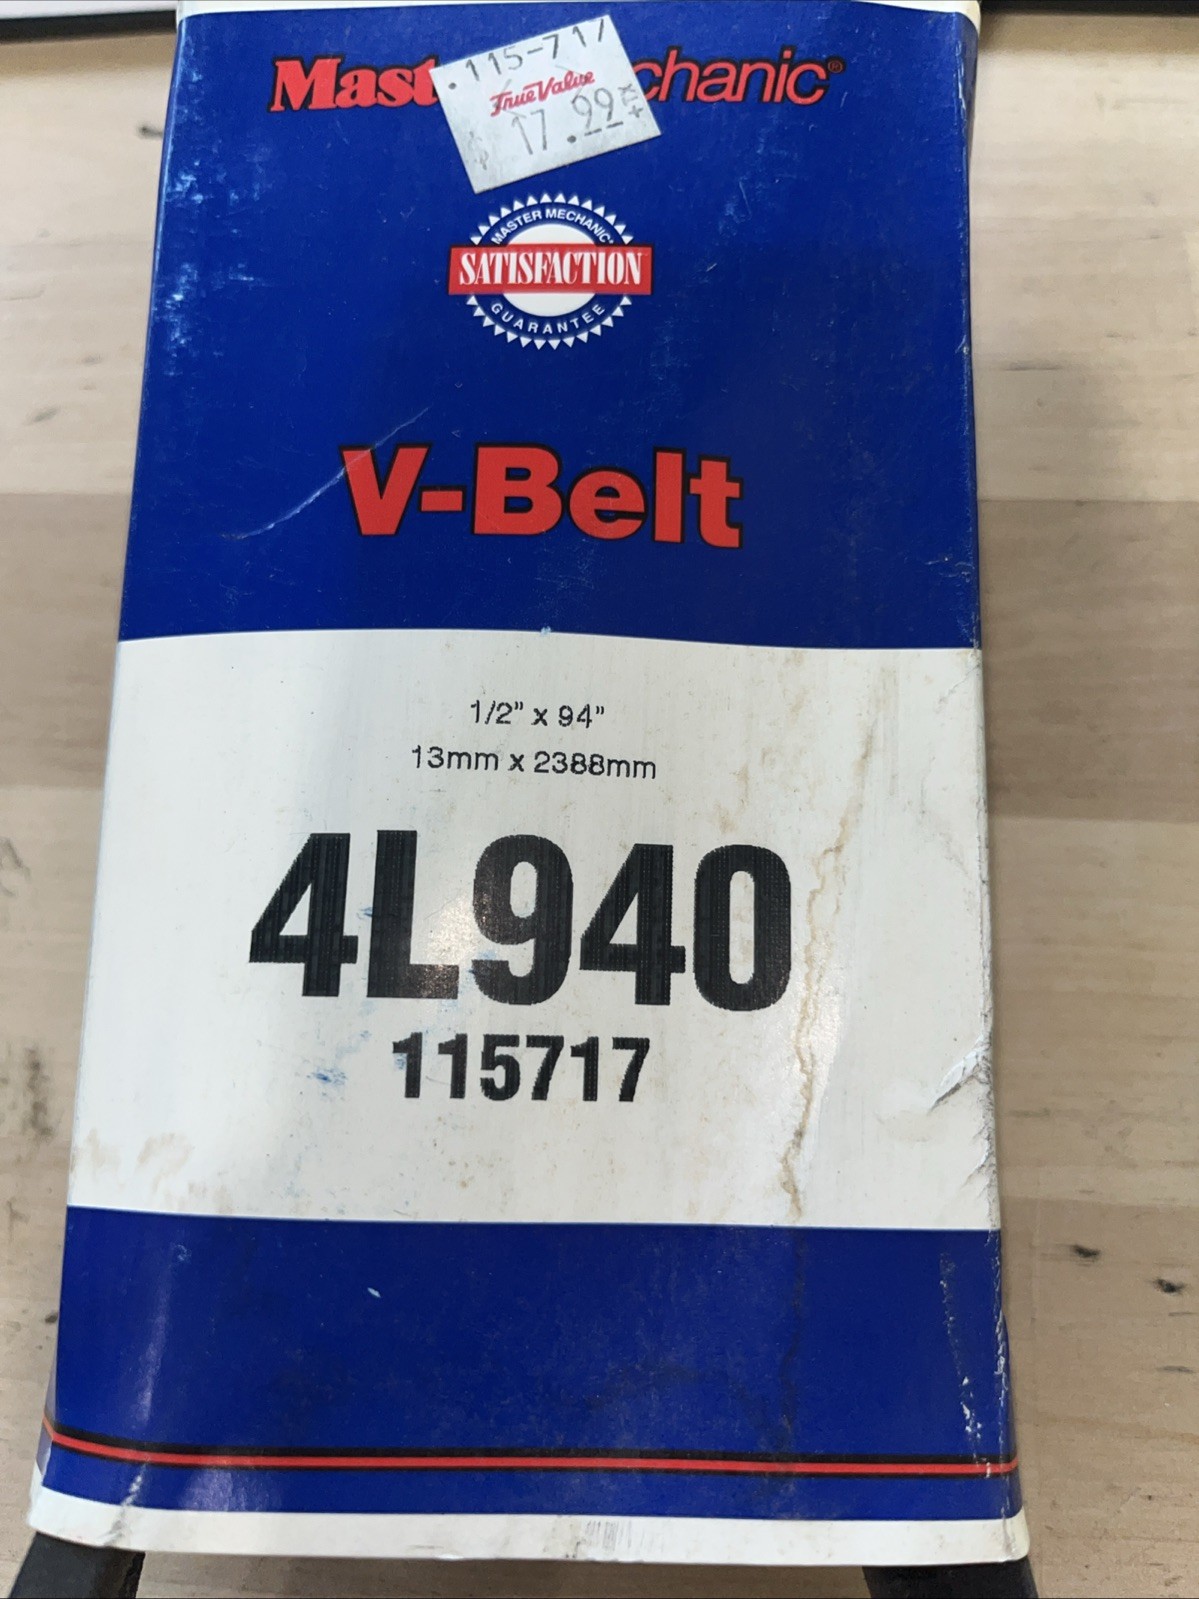 Mast chanic®
.115-717
True Value
$ 17.99
MASTER MECHANIC®
SATISFACTION
GUARANTEE
V-Belt
1/2" x 94"
13mm x 2388mm
4L940
115717